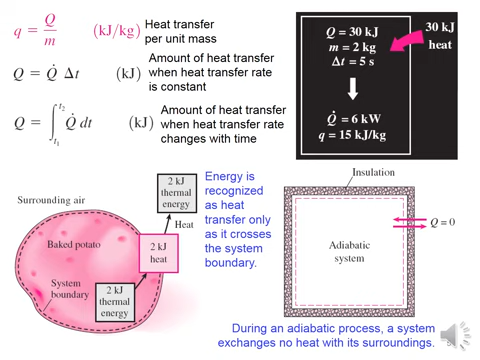 q = Q/m (kJ/kg)
Heat transfer
per unit mass
Q = Q̇ Δt (kJ)
Amount of heat transfer
when heat transfer rate
is constant
Q = ∫_{t₁}^{t₂} Q̇ dt (kJ)
Amount of heat transfer
when heat transfer rate
changes with time
Q = 30 kJ
m = 2 kg
Δt = 5 s
30 kJ
heat
Q̇ = 6 kW
q = 15 kJ/kg
Surrounding air
2 kJ
thermal
energy
Heat
Baked potato
2 kJ
heat
System
boundary
2 kJ
thermal
energy
Energy is
recognized
as heat
transfer only
as it crosses
the system
boundary.
Insulation
Q = 0
Adiabatic
system
During an adiabatic process, a system
exchanges no heat with its surroundings.